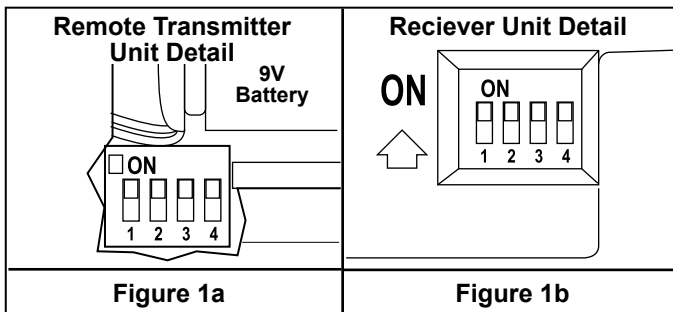 Remote Transmitter
Unit Detail
9V
Battery
ON
1 2 3 4
Figure 1a
Reciever Unit Detail
ON
ON
1 2 3 4
Figure 1b